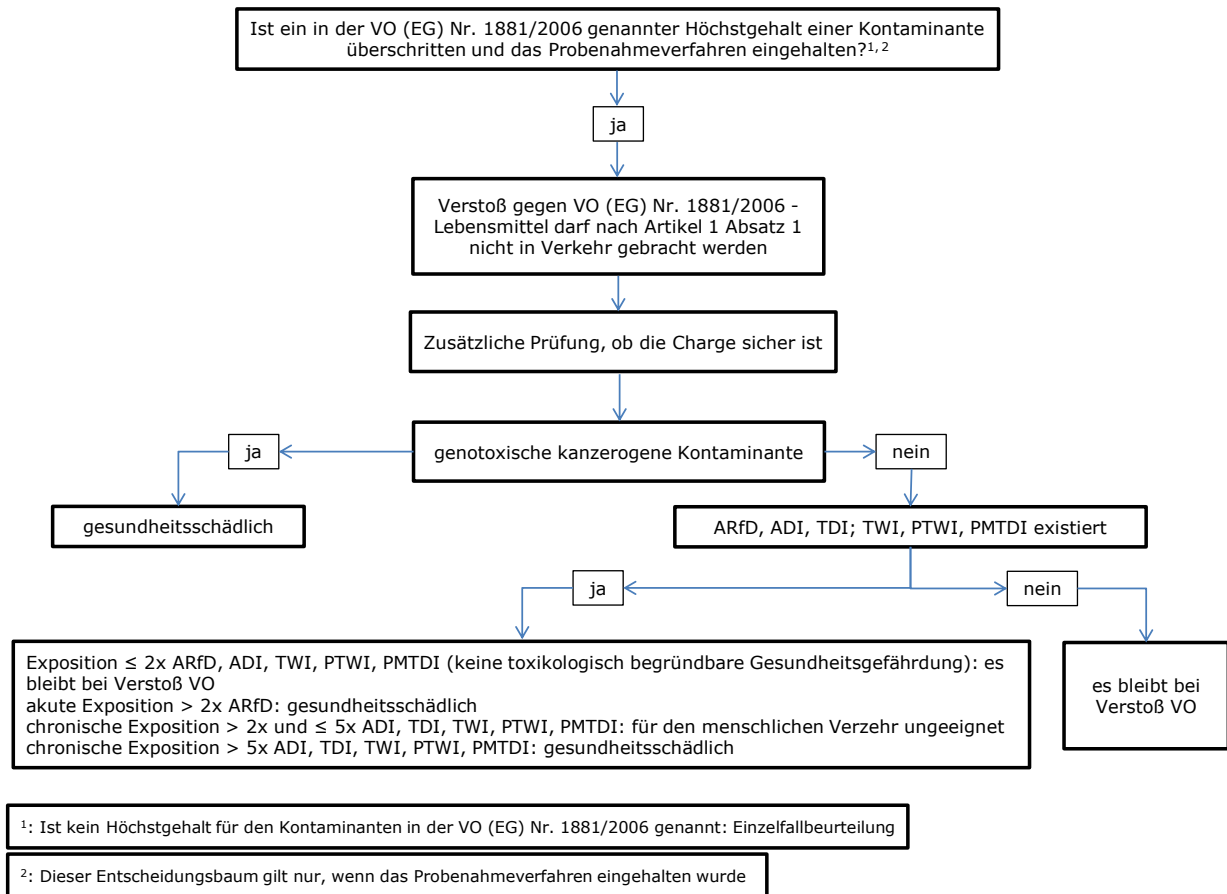 Ist ein in der VO (EG) Nr. 1881/2006 genannter Höchstgehalt einer Kontaminante
überschritten und das Probenahmeverfahren eingehalten?¹,²
ja
Verstoß gegen VO (EG) Nr. 1881/2006 -
Lebensmittel darf nach Artikel 1 Absatz 1
nicht in Verkehr gebracht werden
Zusätzliche Prüfung, ob die Charge sicher ist
ja
genotoxische kanzerogene Kontaminante
nein
gesundheitsschädlich
ARfD, ADI, TDI; TWI, PTWI, PMTDI existiert
ja
nein
Exposition ≤ 2x ARfD, ADI, TWI, PTWI, PMTDI (keine toxikologisch begründbare Gesundheitsgefährdung): es
bleibt bei Verstoß VO
akute Exposition > 2x ARfD: gesundheitsschädlich
chronische Exposition > 2x und ≤ 5x ADI, TDI, TWI, PTWI, PMTDI: für den menschlichen Verzehr ungeeignet
chronische Exposition > 5x ADI, TDI, TWI, PTWI, PMTDI: gesundheitsschädlich
es bleibt bei
Verstoß VO
¹: Ist kein Höchstgehalt für den Kontaminanten in der VO (EG) Nr. 1881/2006 genannt: Einzelfallbeurteilung
²: Dieser Entscheidungsbaum gilt nur, wenn das Probenahmeverfahren eingehalten wurde